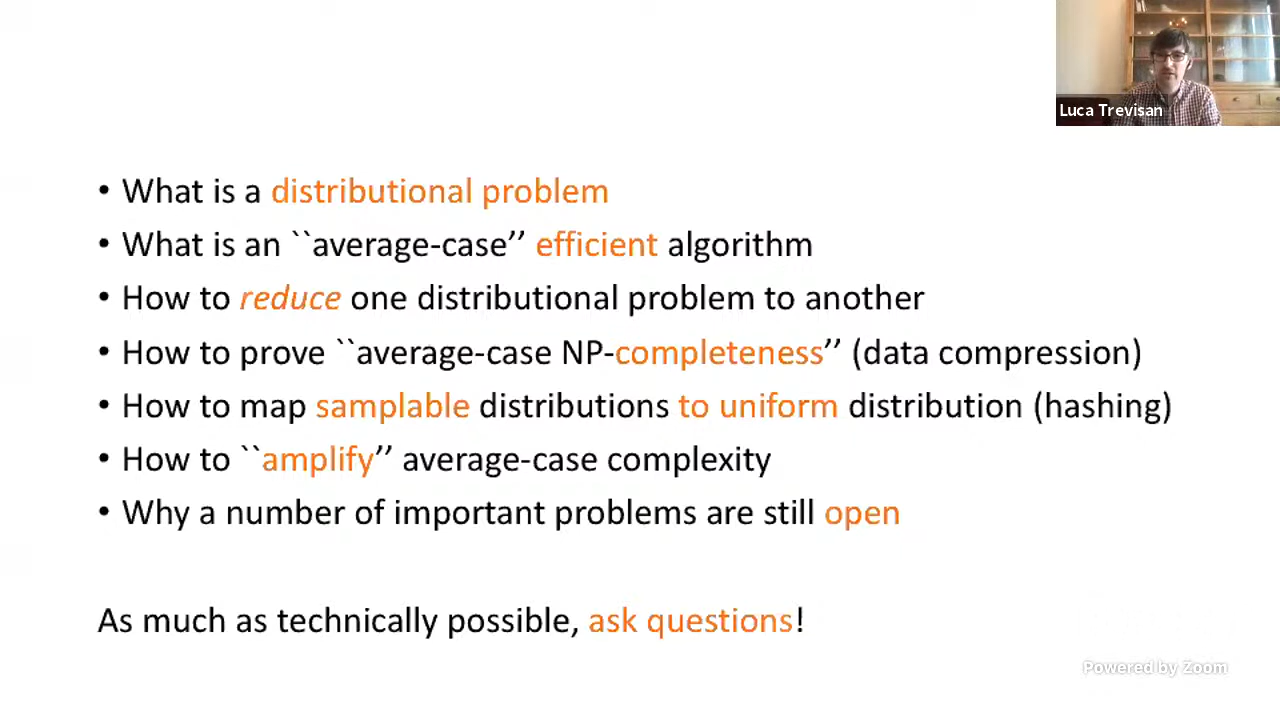 Luca Trevisan
• What is a distributional problem
• What is an ``average-case’’ efficient algorithm
• How to reduce one distributional problem to another
• How to prove ``average-case NP-completeness’’ (data compression)
• How to map samplable distributions to uniform distribution (hashing)
• How to ``amplify’’ average-case complexity
• Why a number of important problems are still open
As much as technically possible, ask questions!
Powered by Zoom